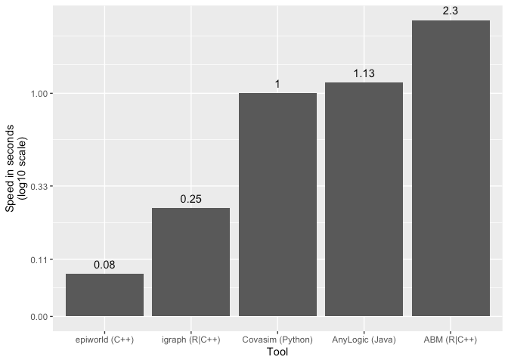 2.3
1.13
1
0.25
0.08
Speed in seconds
(log10 scale)
1.00
0.33
0.11
0.00
epiworld (C++)
igraph (R|C++)
Covasim (Python)
AnyLogic (Java)
ABM (R|C++)
Tool